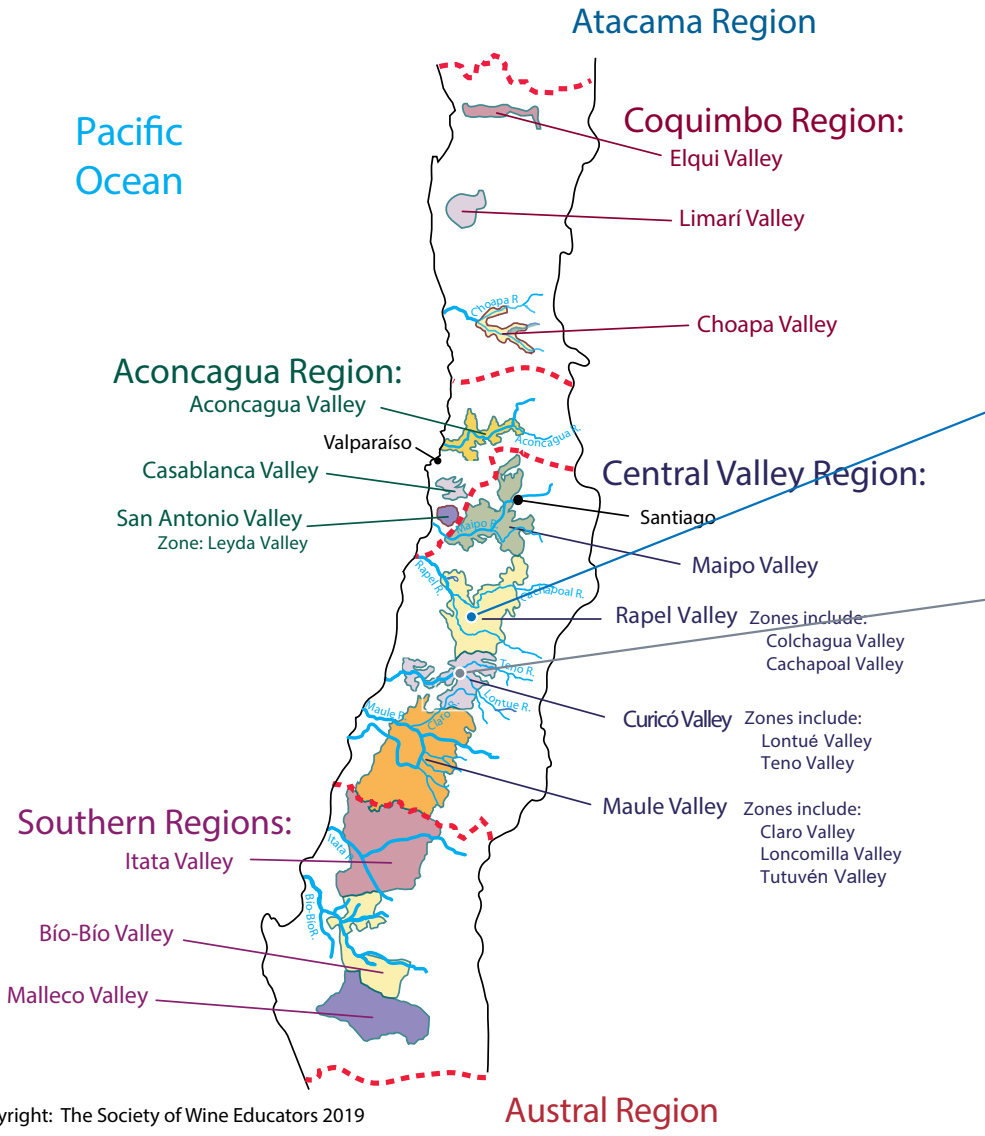 Atacama Region
Pacific
Ocean
Coquimbo Region:
Elqui Valley
Limarí Valley
Choapa R
Choapa Valley
Aconcagua Region:
Aconcagua Valley
Aconcagua R.
Valparaíso
Casablanca Valley
Central Valley Region:
San Antonio Valley
Zone: Leyda Valley
Santiago
Maipo R.
Maipo Valley
Rapel R.
Cachapoal R.
Rapel Valley Zones include:
Colchagua Valley
Cachapoal Valley
Teno R.
Lontue R.
Curicó Valley Zones include:
Lontué Valley
Teno Valley
Maule R.
Claro R.
Maule Valley Zones include:
Claro Valley
Loncomilla Valley
Tutuvén Valley
Southern Regions:
Itata R.
Itata Valley
Bío-BíoR.
Bío-Bío Valley
Malleco Valley
yright: The Society of Wine Educators 2019
Austral Region